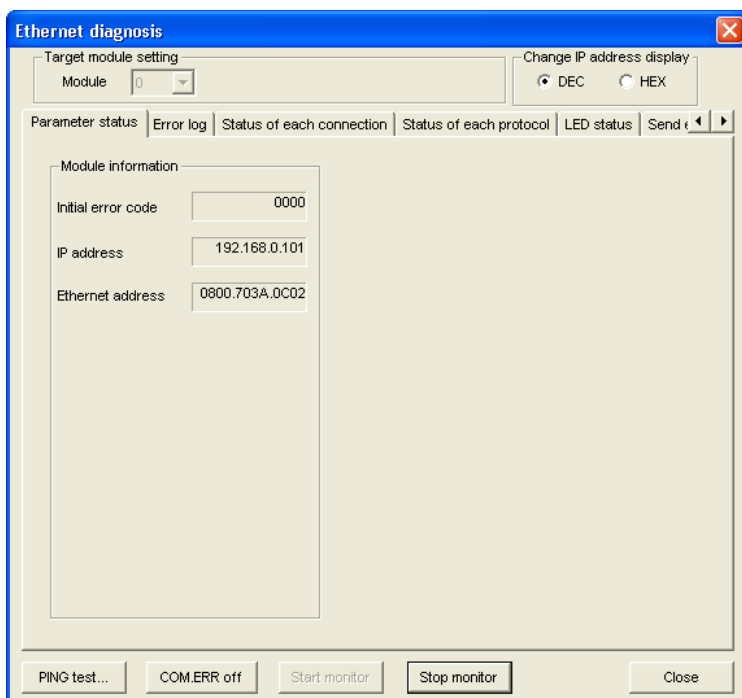 Ethernet diagnosis
Target module setting
Module 0
Change IP address display
DEC HEX
Parameter status Error log Status of each connection Status of each protocol LED status Send
Module information
Initial error code 0000
IP address 192.168.0.101
Ethernet address 0800.703A.0C02
PING test... COM.ERR off Start monitor Stop monitor Close